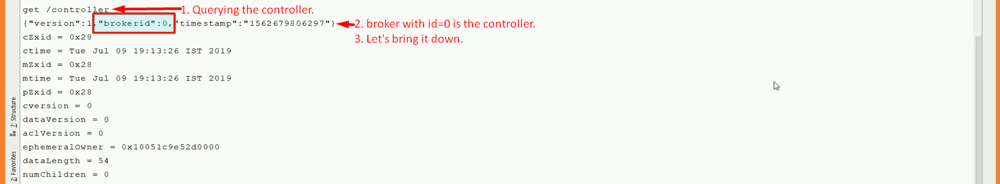 get /controller
1. Querying the controller.
{"version":1,"brokerid":0,"timestamp":"1562679806297"}
2. broker with id=0 is the controller.
3. Let's bring it down.
cZxid = 0x28
ctime = Tue Jul 09 19:13:26 IST 2019
mZxid = 0x28
mtime = Tue Jul 09 19:13:26 IST 2019
pZxid = 0x28
cversion = 0
dataVersion = 0
aclVersion = 0
ephemeralOwner = 0x10051c9e52d0000
dataLength = 54
numChildren = 0
7: Structure
2: Favorites